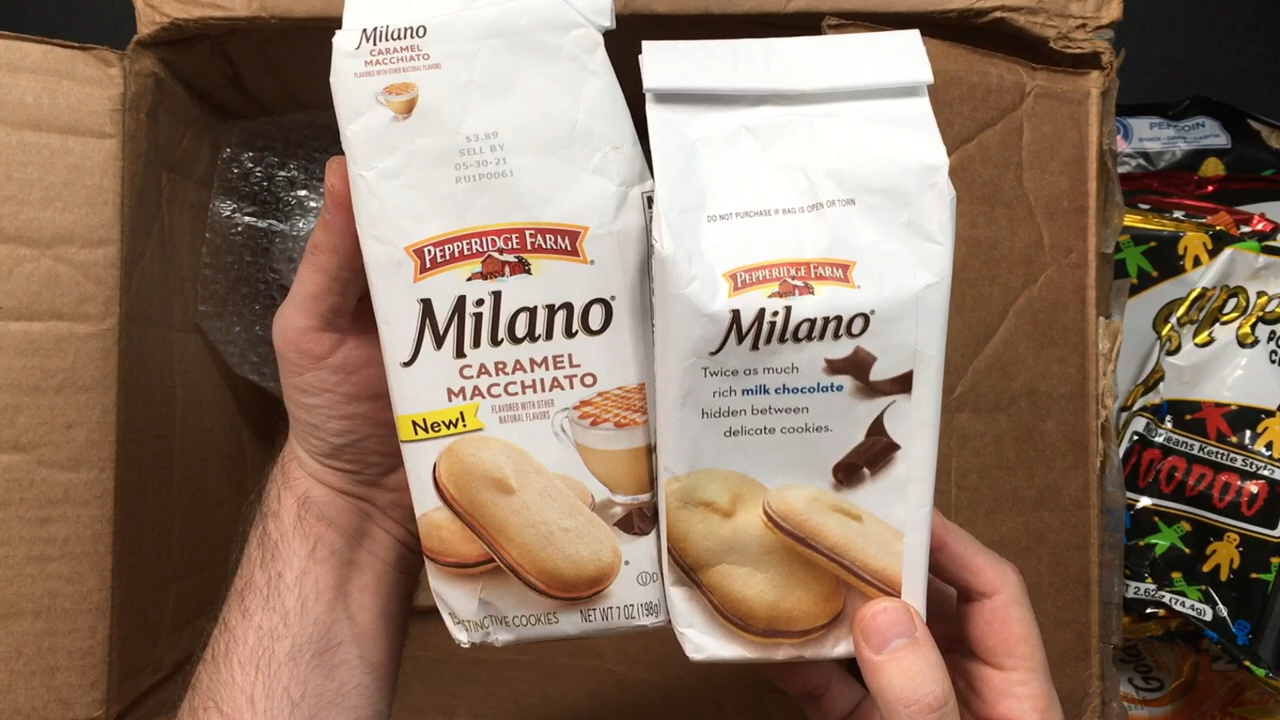 Milano
CARAMEL
MACCHIATO
FLAVORED WITH OTHER NATURAL FLAVORS
$3.89
SELL BY
05-30-21
RU1P0061
PEPPERIDGE FARM
Milano®
CARAMEL
MACCHIATO
FLAVORED WITH OTHER
NATURAL FLAVORS
New!
DISTINCTIVE COOKIES
NET WT 7 OZ (198g)
DO NOT PURCHASE IF BAG IS OPEN OR TORN
PEPPERIDGE FARM
Milano®
Twice as much
rich milk chocolate
hidden between
delicate cookies.
Kettle Style
VOODOO
2.62 (74.4g)
Gold